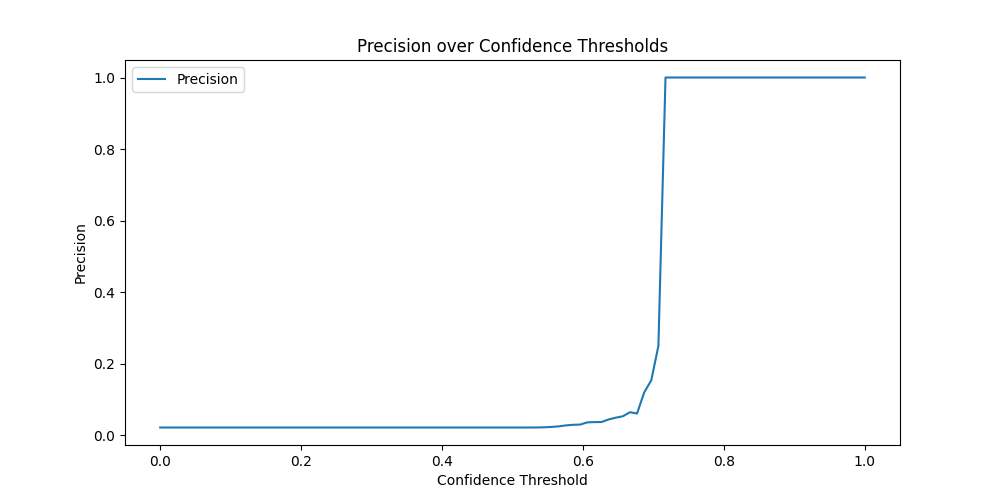 Precision over Confidence Thresholds
Precision
1.0
0.8
0.6
0.4
0.2
0.0
Precision
0.0 0.2 0.4 0.6 0.8 1.0
Confidence Threshold